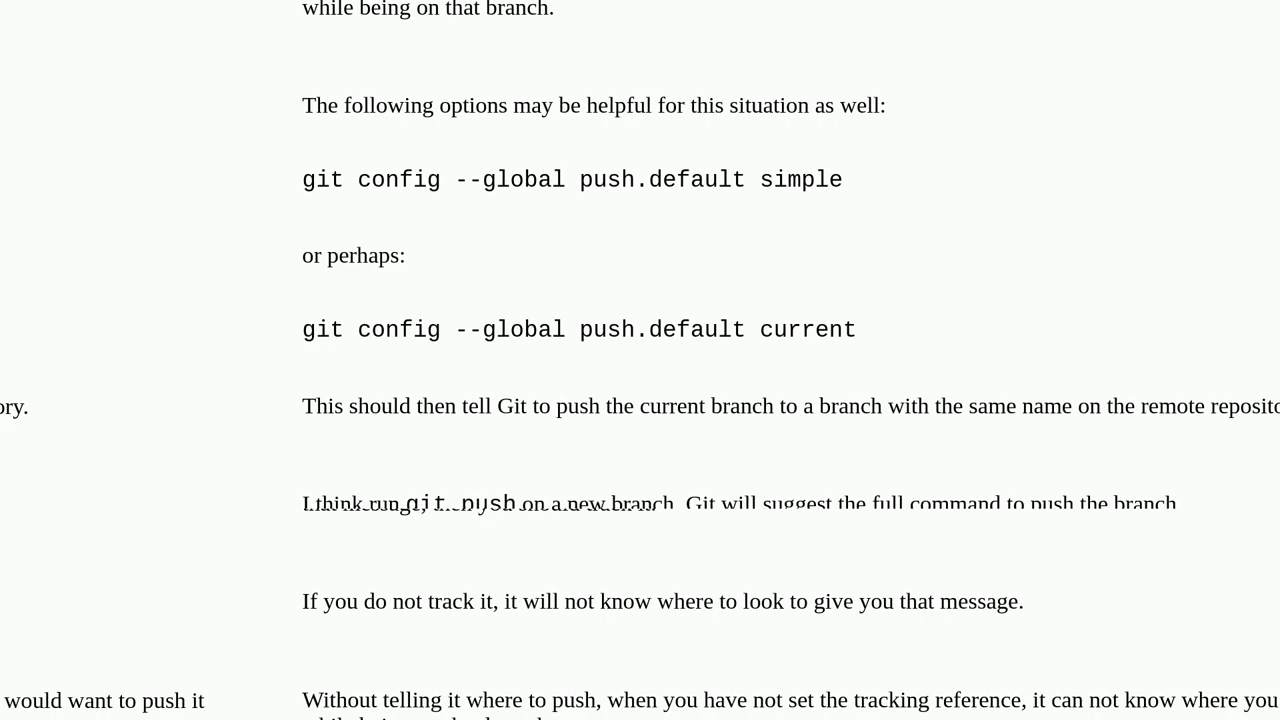 while being on that branch.
The following options may be helpful for this situation as well:
git config --global push.default simple
or perhaps:
git config --global push.default current
ory.
This should then tell Git to push the current branch to a branch with the same name on the remote reposito
I think run git push on a new branch, Git will suggest the full command to push the branch
If you do not track it, it will not know where to look to give you that message.
would want to push it
Without telling it where to push, when you have not set the tracking reference, it can not know where you